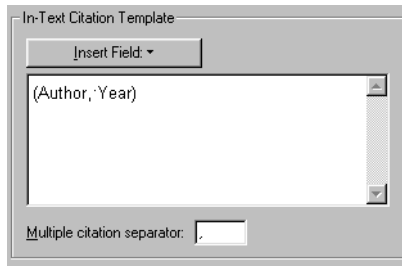 In-Text Citation Template
Insert Field:
(Author,·Year)
Multiple citation separator: ,